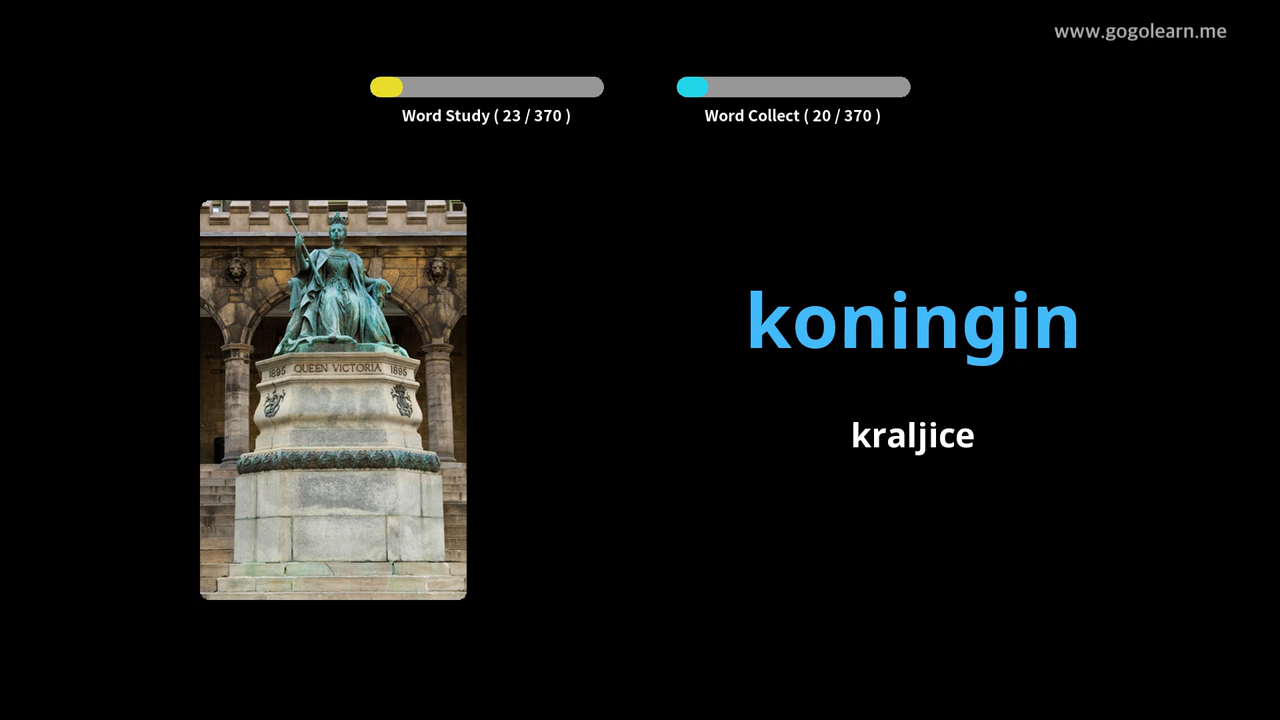 www.gogolearn.me
Word Study ( 23 / 370 )
Word Collect ( 20 / 370 )
1895 QUEEN VICTORIA 1895
koningin
kraljice